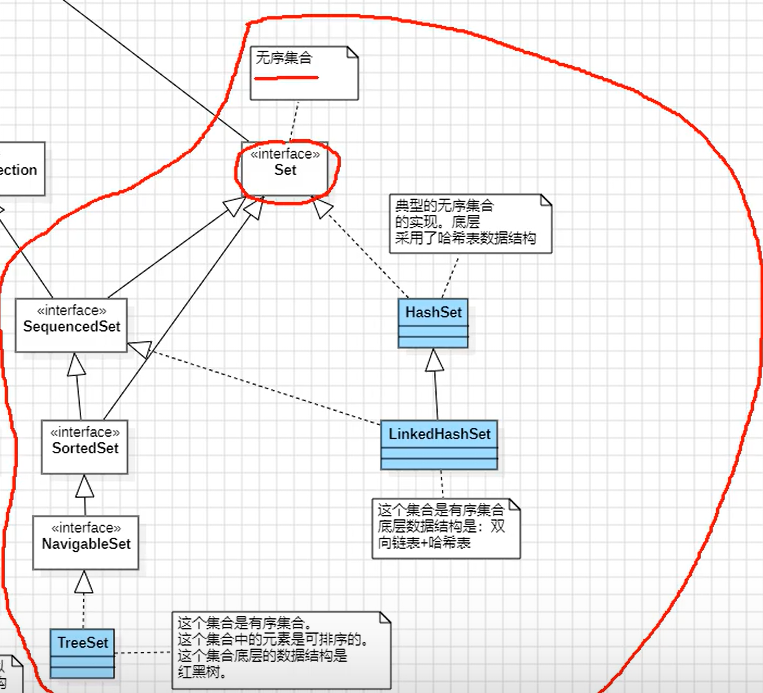 无序集合
«interface»
Set
ection
典型的无序集合
的实现。底层
采用了哈希表数据结构
«interface»
SequencedSet
HashSet
«interface»
SortedSet
LinkedHashSet
这个集合是有序集合
底层数据结构是：双
向链表+哈希表
«interface»
NavigableSet
TreeSet
这个集合是有序集合。
这个集合中的元素是可排序的。
这个集合底层的数据结构是
红黑树。
以
构